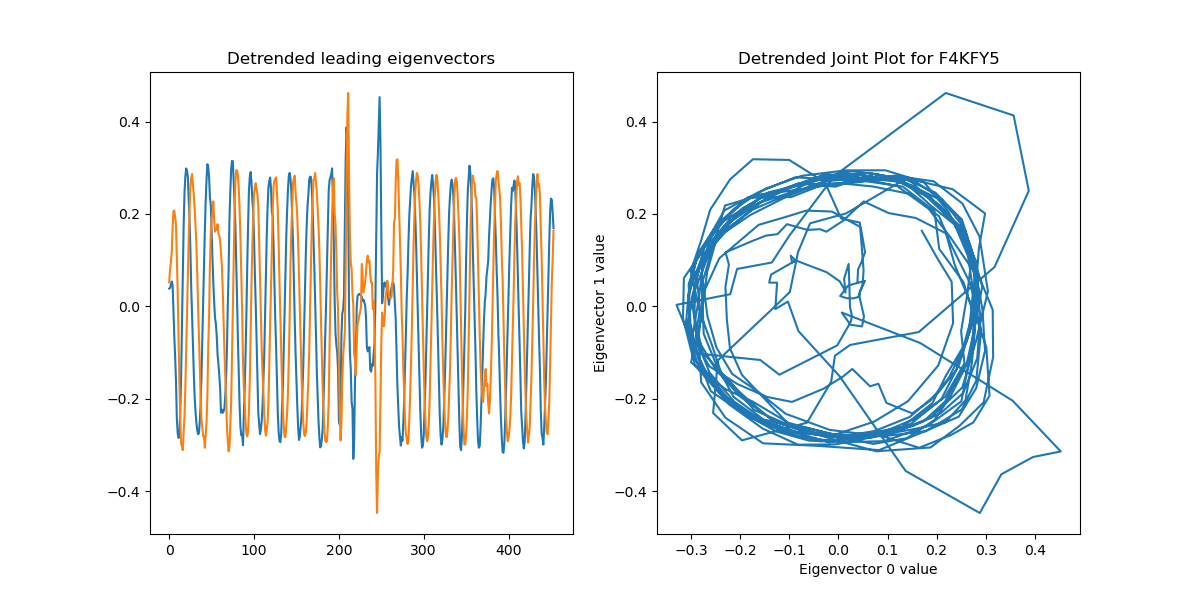 Detrended leading eigenvectors
0.4
0.2
0.0
−0.2
−0.4
0 100 200 300 400
Detrended Joint Plot for F4KFY5
Eigenvector 1 value
0.4
0.2
0.0
−0.2
−0.4
−0.3 −0.2 −0.1 0.0 0.1 0.2 0.3 0.4
Eigenvector 0 value